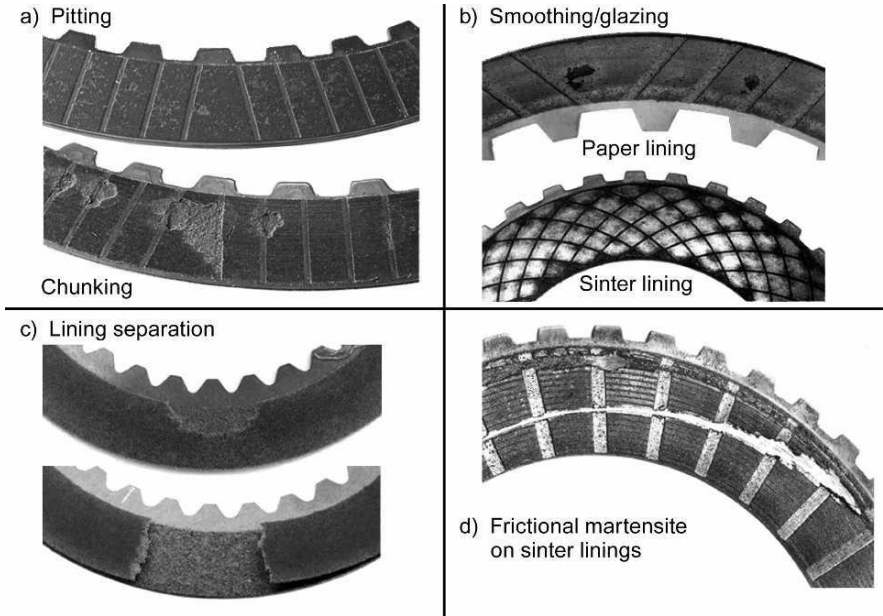 a) Pitting
Chunking
b) Smoothing/glazing
Paper lining
Sinter lining
c) Lining separation
d) Frictional martensite
on sinter linings